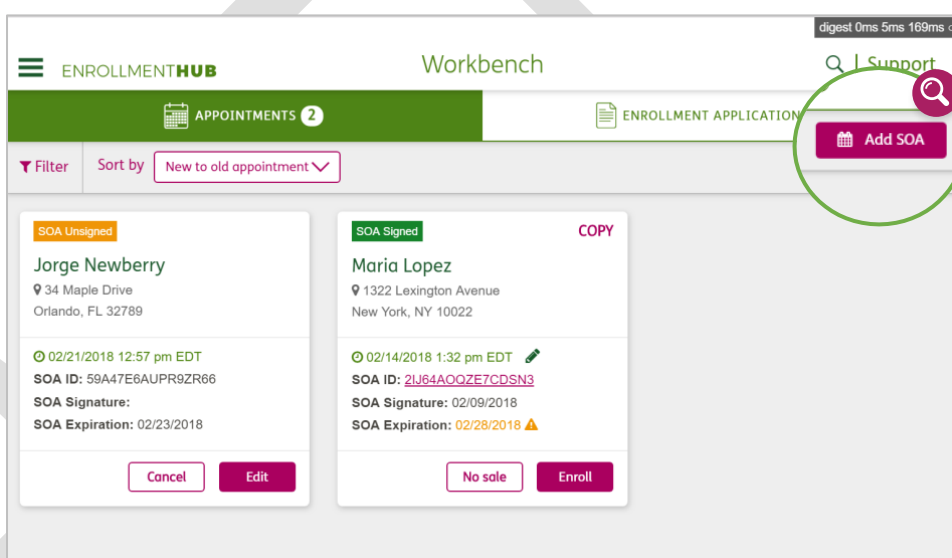 digest 0ms 5ms 169ms
ENROLLMENTHUB
Workbench
Support
APPOINTMENTS 2
ENROLLMENT APPLICATION
Add SOA
Filter
Sort by
New to old appointment
SOA Unsigned
Jorge Newberry
34 Maple Drive
Orlando, FL 32789
02/21/2018 12:57 pm EDT
SOA ID: 59A47E6AUPR9ZR66
SOA Signature:
SOA Expiration: 02/23/2018
Cancel
Edit
SOA Signed
COPY
Maria Lopez
1322 Lexington Avenue
New York, NY 10022
02/14/2018 1:32 pm EDT
SOA ID: 2IJ64AOQZE7CDSN3
SOA Signature: 02/09/2018
SOA Expiration: 02/28/2018
No sale
Enroll